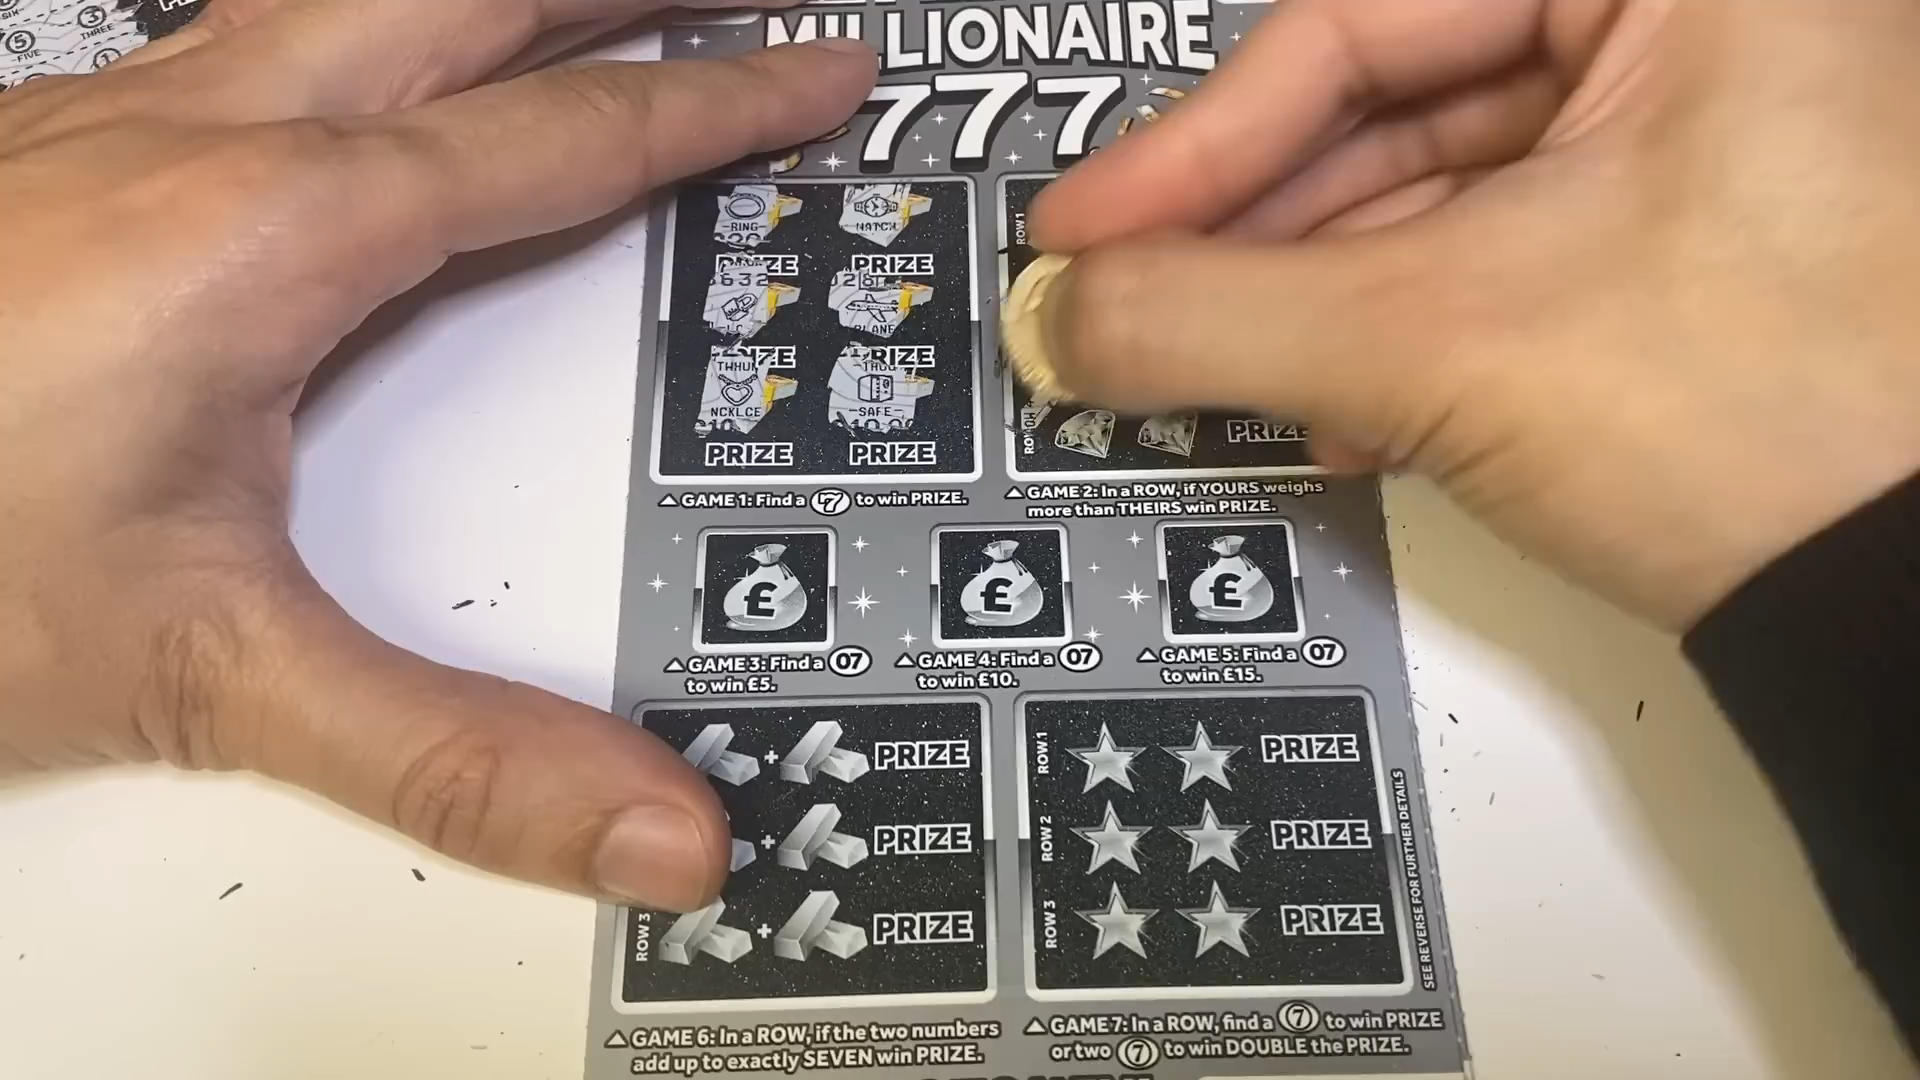 SIX
5
3
FIVE
THREE
MILLIONAIRE
777
ROW 1
RING
WATCH
PRIZE PRIZE
PLANE
PRIZE
NCKLCE
SAFE
PRIZE PRIZE PRIZE
GAME 1: Find a 7 to win PRIZE.
GAME 2: In a ROW, if YOURS weighs
more than THEIRS win PRIZE.
£ £ £
GAME 3: Find a 07
to win £5.
GAME 4: Find a 07
to win £10.
GAME 5: Find a 07
to win £15.
+ PRIZE
+ PRIZE
ROW 3 + PRIZE
ROW 1 PRIZE
ROW 2 PRIZE
ROW 3 PRIZE
SEE REVERSE FOR FURTHER DETAILS
GAME 6: In a ROW, if the two numbers
add up to exactly SEVEN win PRIZE.
GAME 7: In a ROW, find a 7 to win PRIZE
or two 7 to win DOUBLE the PRIZE.